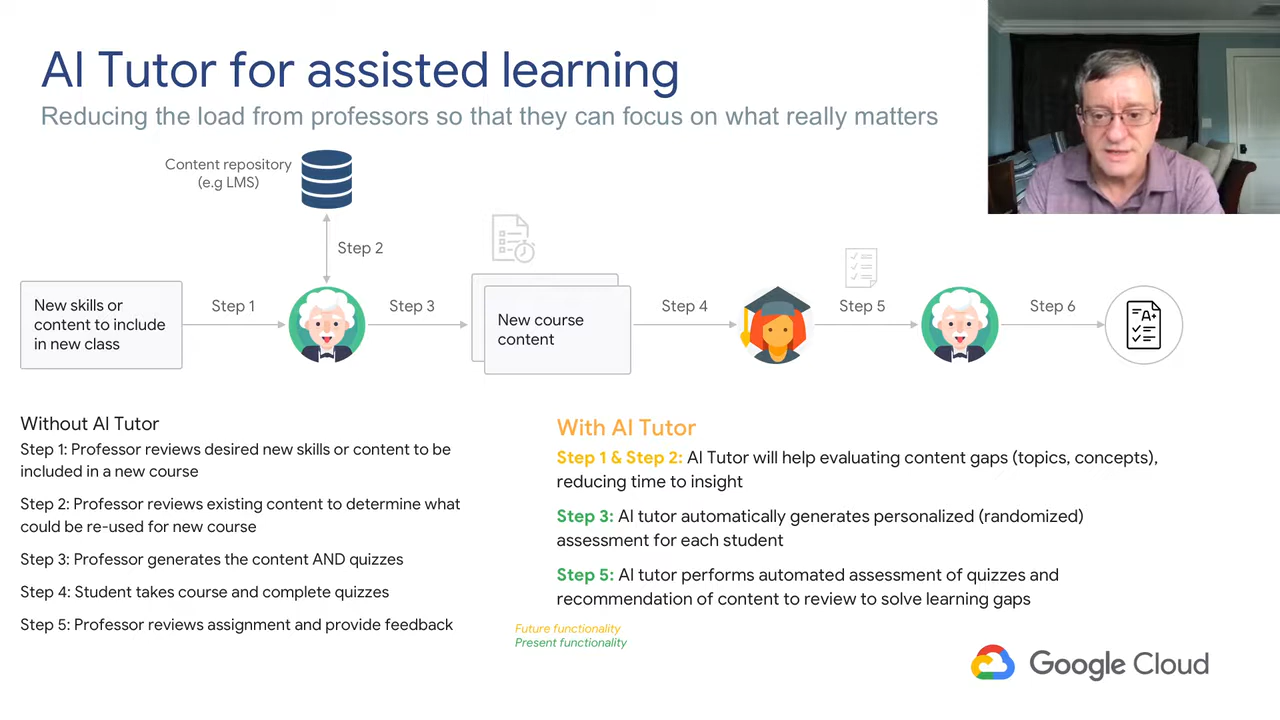 AI Tutor for assisted learning
Reducing the load from professors so that they can focus on what really matters
Content repository
(e.g LMS)
Step 2
New skills or
content to include
in new class
Step 1
Step 3
New course
content
Step 4
Step 5
Step 6
A+
Without AI Tutor
Step 1: Professor reviews desired new skills or content to be
included in a new course
Step 2: Professor reviews existing content to determine what
could be re-used for new course
Step 3: Professor generates the content AND quizzes
Step 4: Student takes course and complete quizzes
Step 5: Professor reviews assignment and provide feedback
With AI Tutor
Step 1 & Step 2: AI Tutor will help evaluating content gaps (topics, concepts),
reducing time to insight
Step 3: AI tutor automatically generates personalized (randomized)
assessment for each student
Step 5: AI tutor performs automated assessment of quizzes and
recommendation of content to review to solve learning gaps
Future functionality
Present functionality
Google Cloud